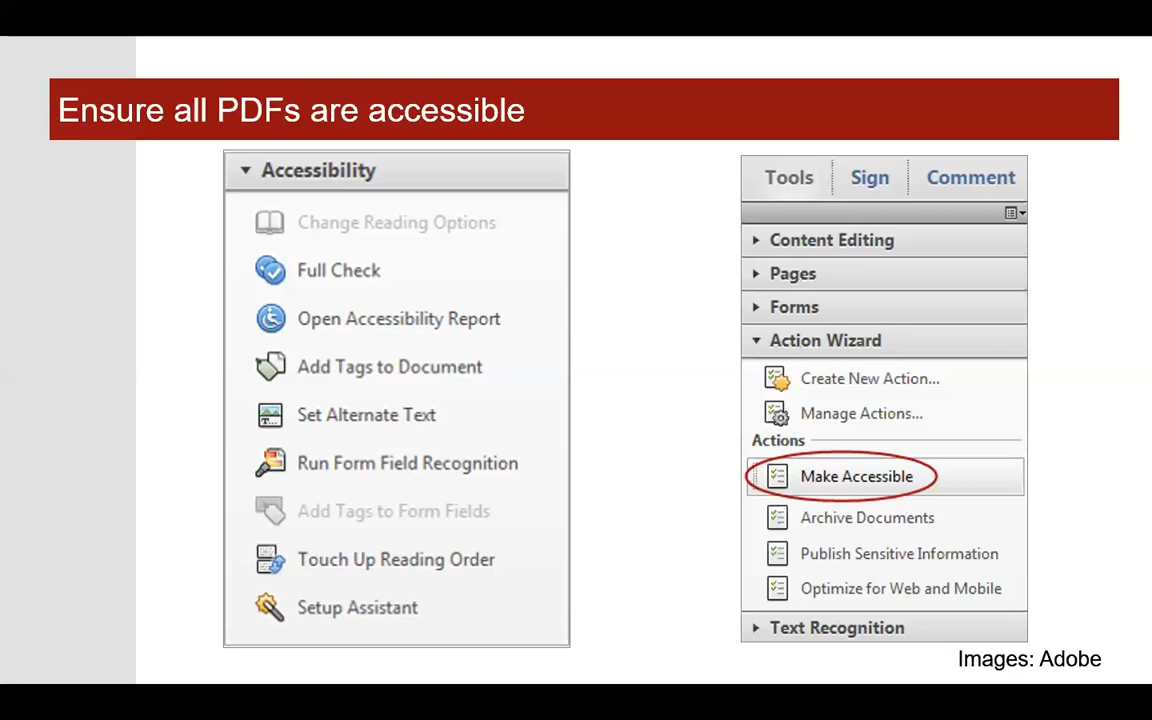 Ensure all PDFs are accessible
Accessibility
Change Reading Options
Full Check
Open Accessibility Report
Add Tags to Document
Set Alternate Text
Run Form Field Recognition
Add Tags to Form Fields
Touch Up Reading Order
Setup Assistant
Tools Sign Comment
Content Editing
Pages
Forms
Action Wizard
Create New Action...
Manage Actions...
Actions
Make Accessible
Archive Documents
Publish Sensitive Information
Optimize for Web and Mobile
Text Recognition
Images: Adobe